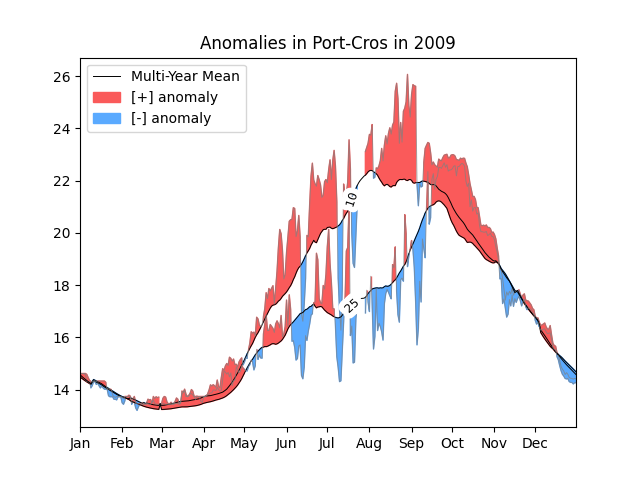 Anomalies in Port-Cros in 2009
Multi-Year Mean
[+] anomaly
[-] anomaly
26
24
22
20
18
16
14
10
25
Jan Feb Mar Apr May Jun Jul Aug Sep Oct Nov Dec